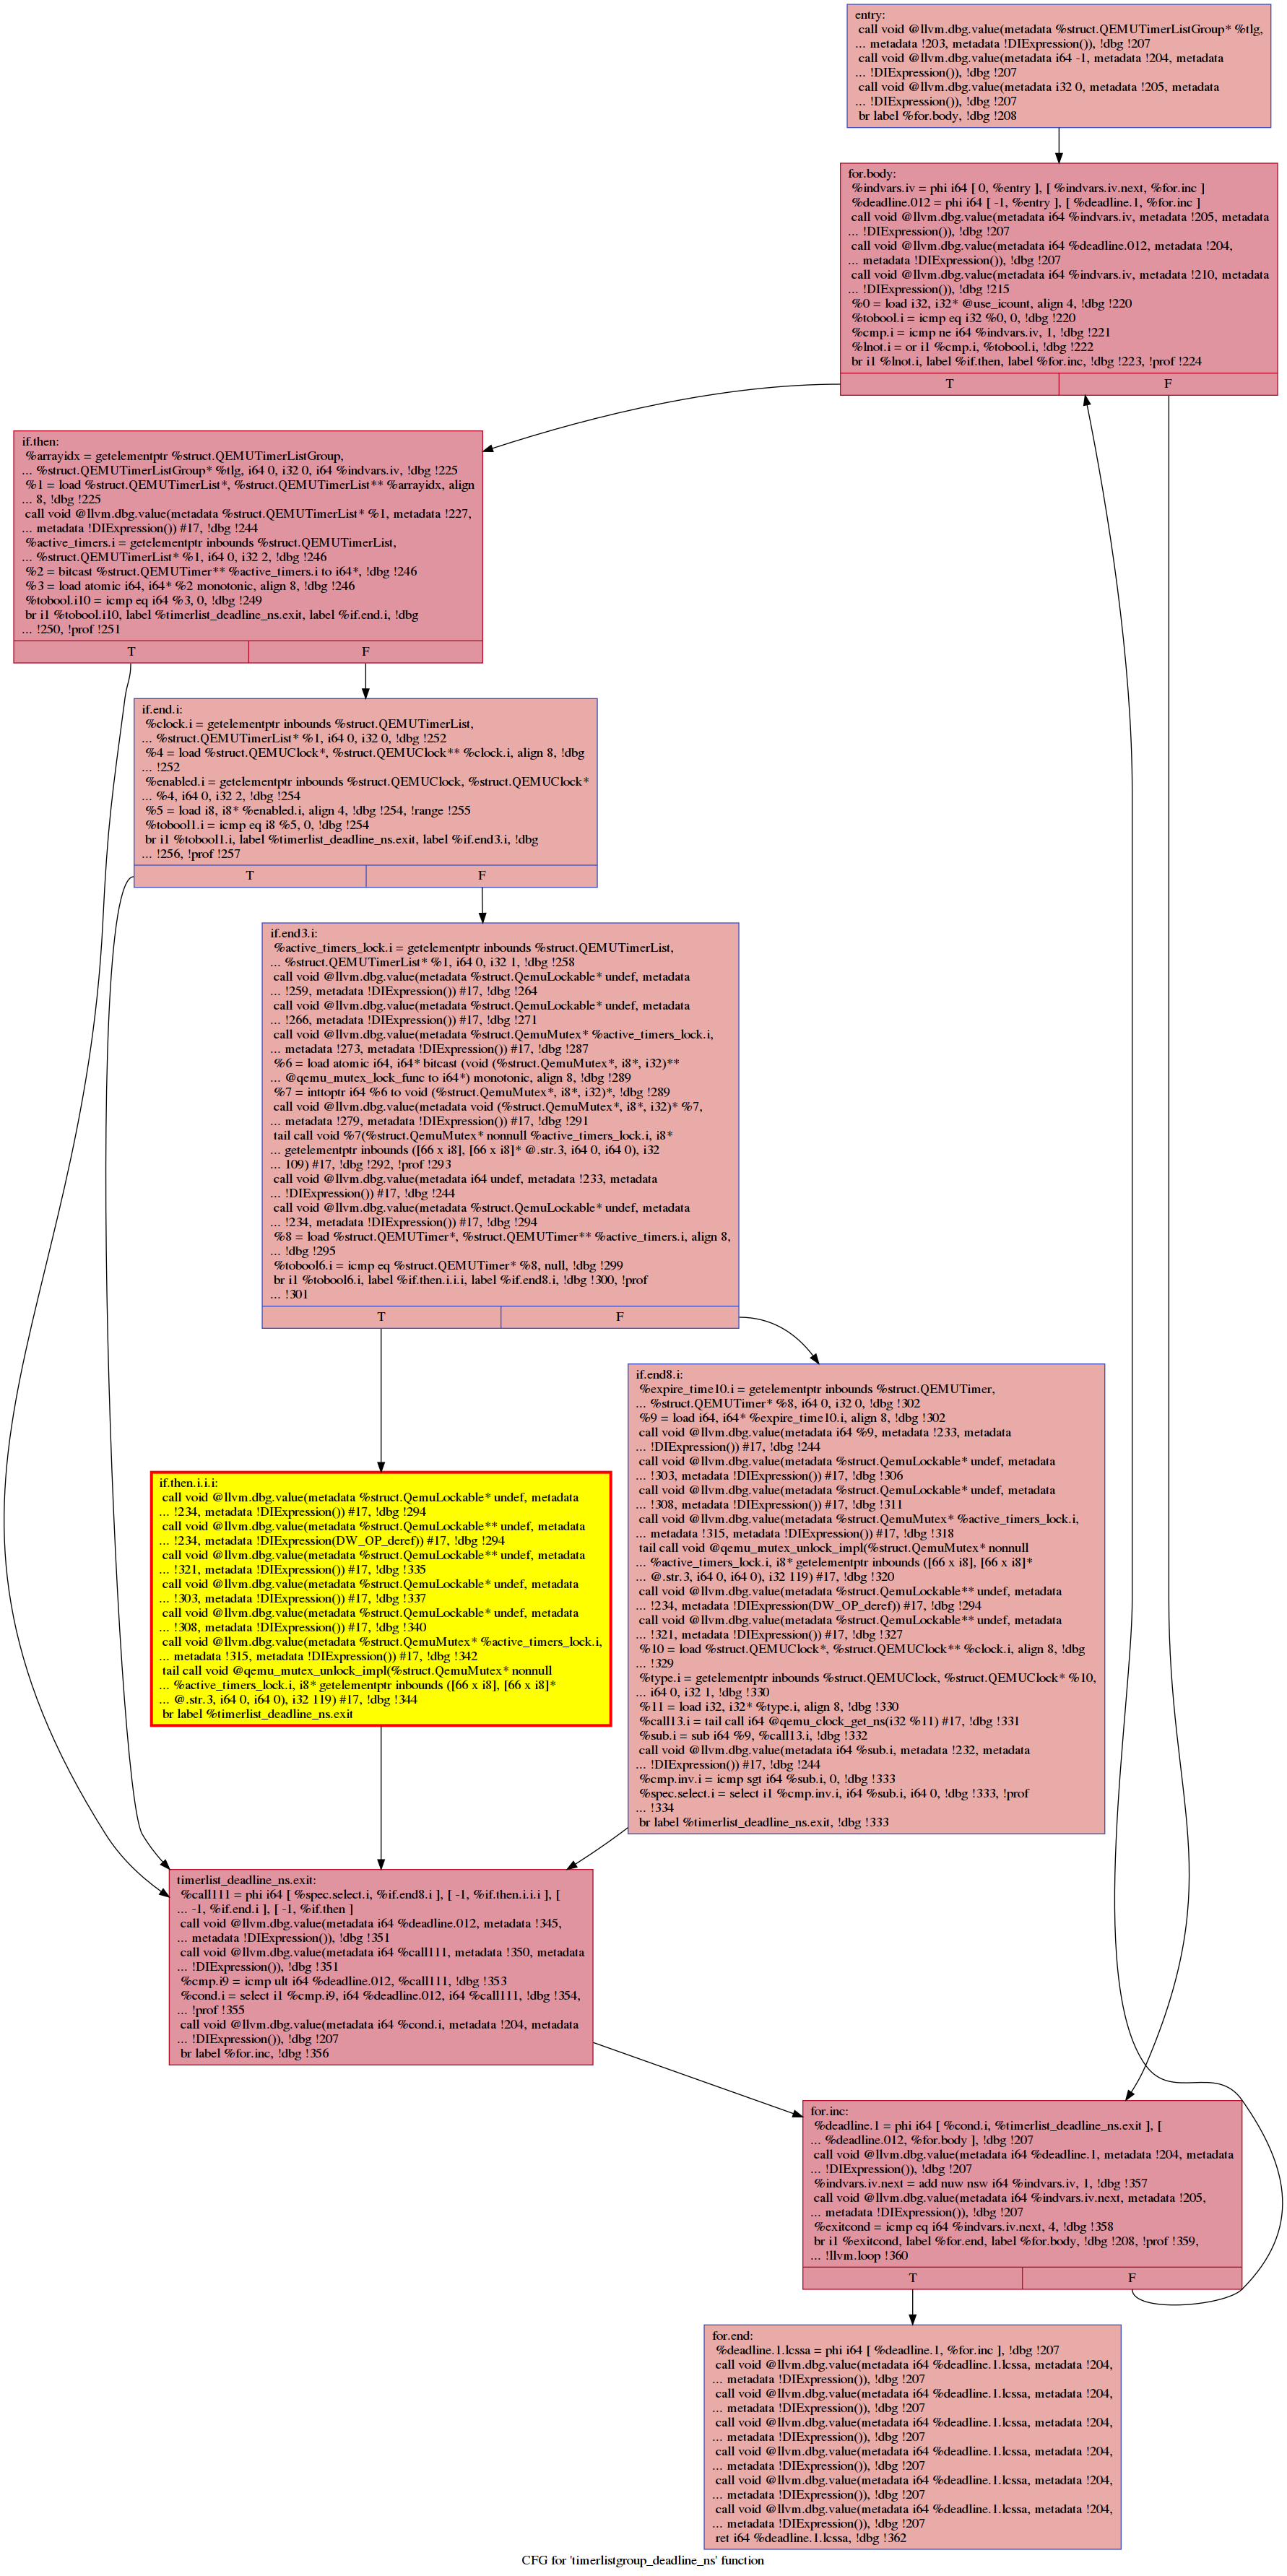 entry:
call void @llvm.dbg.value(metadata %struct.QEMUTimerListGroup* %tlg,
... metadata !203, metadata !DIExpression()), !dbg !207
call void @llvm.dbg.value(metadata i64 -1, metadata !204, metadata
... !DIExpression()), !dbg !207
call void @llvm.dbg.value(metadata i32 0, metadata !205, metadata
... !DIExpression()), !dbg !207
br label %for.body, !dbg !208
for.body:
%indvars.iv = phi i64 [ 0, %entry ], [ %indvars.iv.next, %for.inc ]
%deadline.012 = phi i64 [ -1, %entry ], [ %deadline.1, %for.inc ]
call void @llvm.dbg.value(metadata i64 %indvars.iv, metadata !205, metadata
... !DIExpression()), !dbg !207
call void @llvm.dbg.value(metadata i64 %deadline.012, metadata !204,
... metadata !DIExpression()), !dbg !207
call void @llvm.dbg.value(metadata i64 %indvars.iv, metadata !210, metadata
... !DIExpression()), !dbg !215
%0 = load i32, i32* @use_icount, align 4, !dbg !220
%tobool.i = icmp eq i32 %0, 0, !dbg !220
%cmp.i = icmp ne i64 %indvars.iv, 1, !dbg !221
%lnot.i = or i1 %cmp.i, %tobool.i, !dbg !222
br i1 %lnot.i, label %if.then, label %for.inc, !dbg !223, !prof !224
T F
if.then:
%arrayidx = getelementptr %struct.QEMUTimerListGroup,
... %struct.QEMUTimerListGroup* %tlg, i64 0, i32 0, i64 %indvars.iv, !dbg !225
%1 = load %struct.QEMUTimerList*, %struct.QEMUTimerList** %arrayidx, align
... 8, !dbg !225
call void @llvm.dbg.value(metadata %struct.QEMUTimerList* %1, metadata !227,
... metadata !DIExpression()) #17, !dbg !244
%active_timers.i = getelementptr inbounds %struct.QEMUTimerList,
... %struct.QEMUTimerList* %1, i64 0, i32 2, !dbg !246
%2 = bitcast %struct.QEMUTimer** %active_timers.i to i64*, !dbg !246
%3 = load atomic i64, i64* %2 monotonic, align 8, !dbg !246
%tobool.i10 = icmp eq i64 %3, 0, !dbg !249
br i1 %tobool.i10, label %timerlist_deadline_ns.exit, label %if.end.i, !dbg
... !250, !prof !251
T F
if.end.i:
%clock.i = getelementptr inbounds %struct.QEMUTimerList,
... %struct.QEMUTimerList* %1, i64 0, i32 0, !dbg !252
%4 = load %struct.QEMUClock*, %struct.QEMUClock** %clock.i, align 8, !dbg
... !252
%enabled.i = getelementptr inbounds %struct.QEMUClock, %struct.QEMUClock*
... %4, i64 0, i32 2, !dbg !254
%5 = load i8, i8* %enabled.i, align 4, !dbg !254, !range !255
%tobool1.i = icmp eq i8 %5, 0, !dbg !254
br i1 %tobool1.i, label %timerlist_deadline_ns.exit, label %if.end3.i, !dbg
... !256, !prof !257
T F
if.end3.i:
%active_timers_lock.i = getelementptr inbounds %struct.QEMUTimerList,
... %struct.QEMUTimerList* %1, i64 0, i32 1, !dbg !258
call void @llvm.dbg.value(metadata %struct.QemuLockable* undef, metadata
... !259, metadata !DIExpression()) #17, !dbg !264
call void @llvm.dbg.value(metadata %struct.QemuLockable* undef, metadata
... !266, metadata !DIExpression()) #17, !dbg !271
call void @llvm.dbg.value(metadata %struct.QemuMutex* %active_timers_lock.i,
... metadata !273, metadata !DIExpression()) #17, !dbg !287
%6 = load atomic i64, i64* bitcast (void (%struct.QemuMutex*, i8*, i32)**
... @qemu_mutex_lock_func to i64*) monotonic, align 8, !dbg !289
%7 = inttoptr i64 %6 to void (%struct.QemuMutex*, i8*, i32)*, !dbg !289
call void @llvm.dbg.value(metadata void (%struct.QemuMutex*, i8*, i32)* %7,
... metadata !279, metadata !DIExpression()) #17, !dbg !291
tail call void %7(%struct.QemuMutex* nonnull %active_timers_lock.i, i8*
... getelementptr inbounds ([66 x i8], [66 x i8]* @.str.3, i64 0, i64 0), i32
... 109) #17, !dbg !292, !prof !293
call void @llvm.dbg.value(metadata i64 undef, metadata !233, metadata
... !DIExpression()) #17, !dbg !244
call void @llvm.dbg.value(metadata %struct.QemuLockable* undef, metadata
... !234, metadata !DIExpression()) #17, !dbg !294
%8 = load %struct.QEMUTimer*, %struct.QEMUTimer** %active_timers.i, align 8,
... !dbg !295
%tobool6.i = icmp eq %struct.QEMUTimer* %8, null, !dbg !299
br i1 %tobool6.i, label %if.then.i.i.i, label %if.end8.i, !dbg !300, !prof
... !301
T F
if.end8.i:
%expire_time10.i = getelementptr inbounds %struct.QEMUTimer,
... %struct.QEMUTimer* %8, i64 0, i32 0, !dbg !302
%9 = load i64, i64* %expire_time10.i, align 8, !dbg !302
call void @llvm.dbg.value(metadata i64 %9, metadata !233, metadata
... !DIExpression()) #17, !dbg !244
call void @llvm.dbg.value(metadata %struct.QemuLockable* undef, metadata
... !303, metadata !DIExpression()) #17, !dbg !306
call void @llvm.dbg.value(metadata %struct.QemuLockable* undef, metadata
... !308, metadata !DIExpression()) #17, !dbg !311
call void @llvm.dbg.value(metadata %struct.QemuMutex* %active_timers_lock.i,
... metadata !315, metadata !DIExpression()) #17, !dbg !318
tail call void @qemu_mutex_unlock_impl(%struct.QemuMutex* nonnull
... %active_timers_lock.i, i8* getelementptr inbounds ([66 x i8], [66 x i8]*
... @.str.3, i64 0, i64 0), i32 119) #17, !dbg !320
call void @llvm.dbg.value(metadata %struct.QemuLockable** undef, metadata
... !234, metadata !DIExpression(DW_OP_deref)) #17, !dbg !294
call void @llvm.dbg.value(metadata %struct.QemuLockable** undef, metadata
... !321, metadata !DIExpression()) #17, !dbg !327
%10 = load %struct.QEMUClock*, %struct.QEMUClock** %clock.i, align 8, !dbg
... !329
%type.i = getelementptr inbounds %struct.QEMUClock, %struct.QEMUClock* %10,
... i64 0, i32 1, !dbg !330
%11 = load i32, i32* %type.i, align 8, !dbg !330
%call13.i = tail call i64 @qemu_clock_get_ns(i32 %11) #17, !dbg !331
%sub.i = sub i64 %9, %call13.i, !dbg !332
call void @llvm.dbg.value(metadata i64 %sub.i, metadata !232, metadata
... !DIExpression()) #17, !dbg !244
%cmp.inv.i = icmp sgt i64 %sub.i, 0, !dbg !333
%spec.select.i = select i1 %cmp.inv.i, i64 %sub.i, i64 0, !dbg !333, !prof
... !334
br label %timerlist_deadline_ns.exit, !dbg !333
if.then.i.i.i:
call void @llvm.dbg.value(metadata %struct.QemuLockable* undef, metadata
... !234, metadata !DIExpression()) #17, !dbg !294
call void @llvm.dbg.value(metadata %struct.QemuLockable** undef, metadata
... !234, metadata !DIExpression(DW_OP_deref)) #17, !dbg !294
call void @llvm.dbg.value(metadata %struct.QemuLockable** undef, metadata
... !321, metadata !DIExpression()) #17, !dbg !335
call void @llvm.dbg.value(metadata %struct.QemuLockable* undef, metadata
... !303, metadata !DIExpression()) #17, !dbg !337
call void @llvm.dbg.value(metadata %struct.QemuLockable* undef, metadata
... !308, metadata !DIExpression()) #17, !dbg !340
call void @llvm.dbg.value(metadata %struct.QemuMutex* %active_timers_lock.i,
... metadata !315, metadata !DIExpression()) #17, !dbg !342
tail call void @qemu_mutex_unlock_impl(%struct.QemuMutex* nonnull
... %active_timers_lock.i, i8* getelementptr inbounds ([66 x i8], [66 x i8]*
... @.str.3, i64 0, i64 0), i32 119) #17, !dbg !344
br label %timerlist_deadline_ns.exit
timerlist_deadline_ns.exit:
%call111 = phi i64 [ %spec.select.i, %if.end8.i ], [ -1, %if.then.i.i.i ], [
... -1, %if.end.i ], [ -1, %if.then ]
call void @llvm.dbg.value(metadata i64 %deadline.012, metadata !345,
... metadata !DIExpression()), !dbg !351
call void @llvm.dbg.value(metadata i64 %call111, metadata !350, metadata
... !DIExpression()), !dbg !351
%cmp.i9 = icmp ult i64 %deadline.012, %call111, !dbg !353
%cond.i = select i1 %cmp.i9, i64 %deadline.012, i64 %call111, !dbg !354,
... !prof !355
call void @llvm.dbg.value(metadata i64 %cond.i, metadata !204, metadata
... !DIExpression()), !dbg !207
br label %for.inc, !dbg !356
for.inc:
%deadline.1 = phi i64 [ %cond.i, %timerlist_deadline_ns.exit ], [
... %deadline.012, %for.body ], !dbg !207
call void @llvm.dbg.value(metadata i64 %deadline.1, metadata !204, metadata
... !DIExpression()), !dbg !207
%indvars.iv.next = add nuw nsw i64 %indvars.iv, 1, !dbg !357
call void @llvm.dbg.value(metadata i64 %indvars.iv.next, metadata !205,
... metadata !DIExpression()), !dbg !207
%exitcond = icmp eq i64 %indvars.iv.next, 4, !dbg !358
br i1 %exitcond, label %for.end, label %for.body, !dbg !208, !prof !359,
... !llvm.loop !360
T F
for.end:
%deadline.1.lcssa = phi i64 [ %deadline.1, %for.inc ], !dbg !207
call void @llvm.dbg.value(metadata i64 %deadline.1.lcssa, metadata !204,
... metadata !DIExpression()), !dbg !207
call void @llvm.dbg.value(metadata i64 %deadline.1.lcssa, metadata !204,
... metadata !DIExpression()), !dbg !207
call void @llvm.dbg.value(metadata i64 %deadline.1.lcssa, metadata !204,
... metadata !DIExpression()), !dbg !207
call void @llvm.dbg.value(metadata i64 %deadline.1.lcssa, metadata !204,
... metadata !DIExpression()), !dbg !207
call void @llvm.dbg.value(metadata i64 %deadline.1.lcssa, metadata !204,
... metadata !DIExpression()), !dbg !207
call void @llvm.dbg.value(metadata i64 %deadline.1.lcssa, metadata !204,
... metadata !DIExpression()), !dbg !207
ret i64 %deadline.1.lcssa, !dbg !362
CFG for 'timerlistgroup_deadline_ns' function